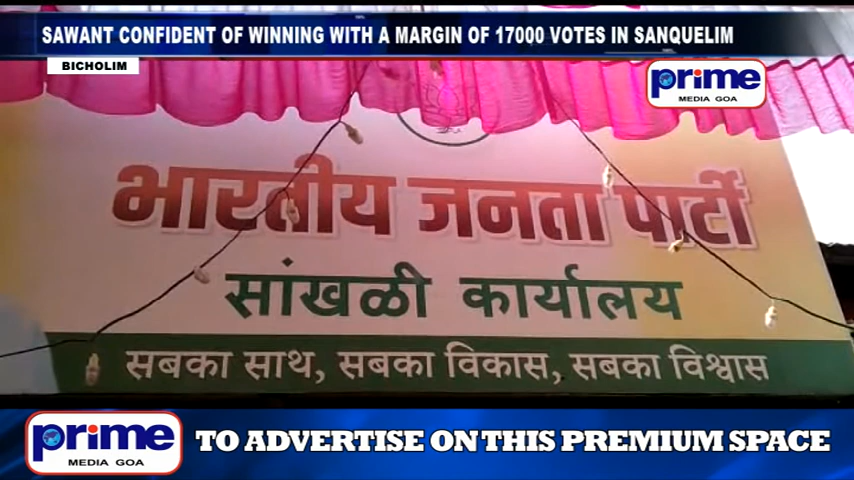 SAWANT CONFIDENT OF WINNING WITH A MARGIN OF 17000 VOTES IN SANQUELIM
BICHOLIM
prime
MEDIA GOA
भारतीय जनता पार्टी
सांखळी कार्यालय
सबका साथ, सबका विकास, सबका विश्वास
prime
MEDIA GOA
TO ADVERTISE ON THIS PREMIUM SPACE